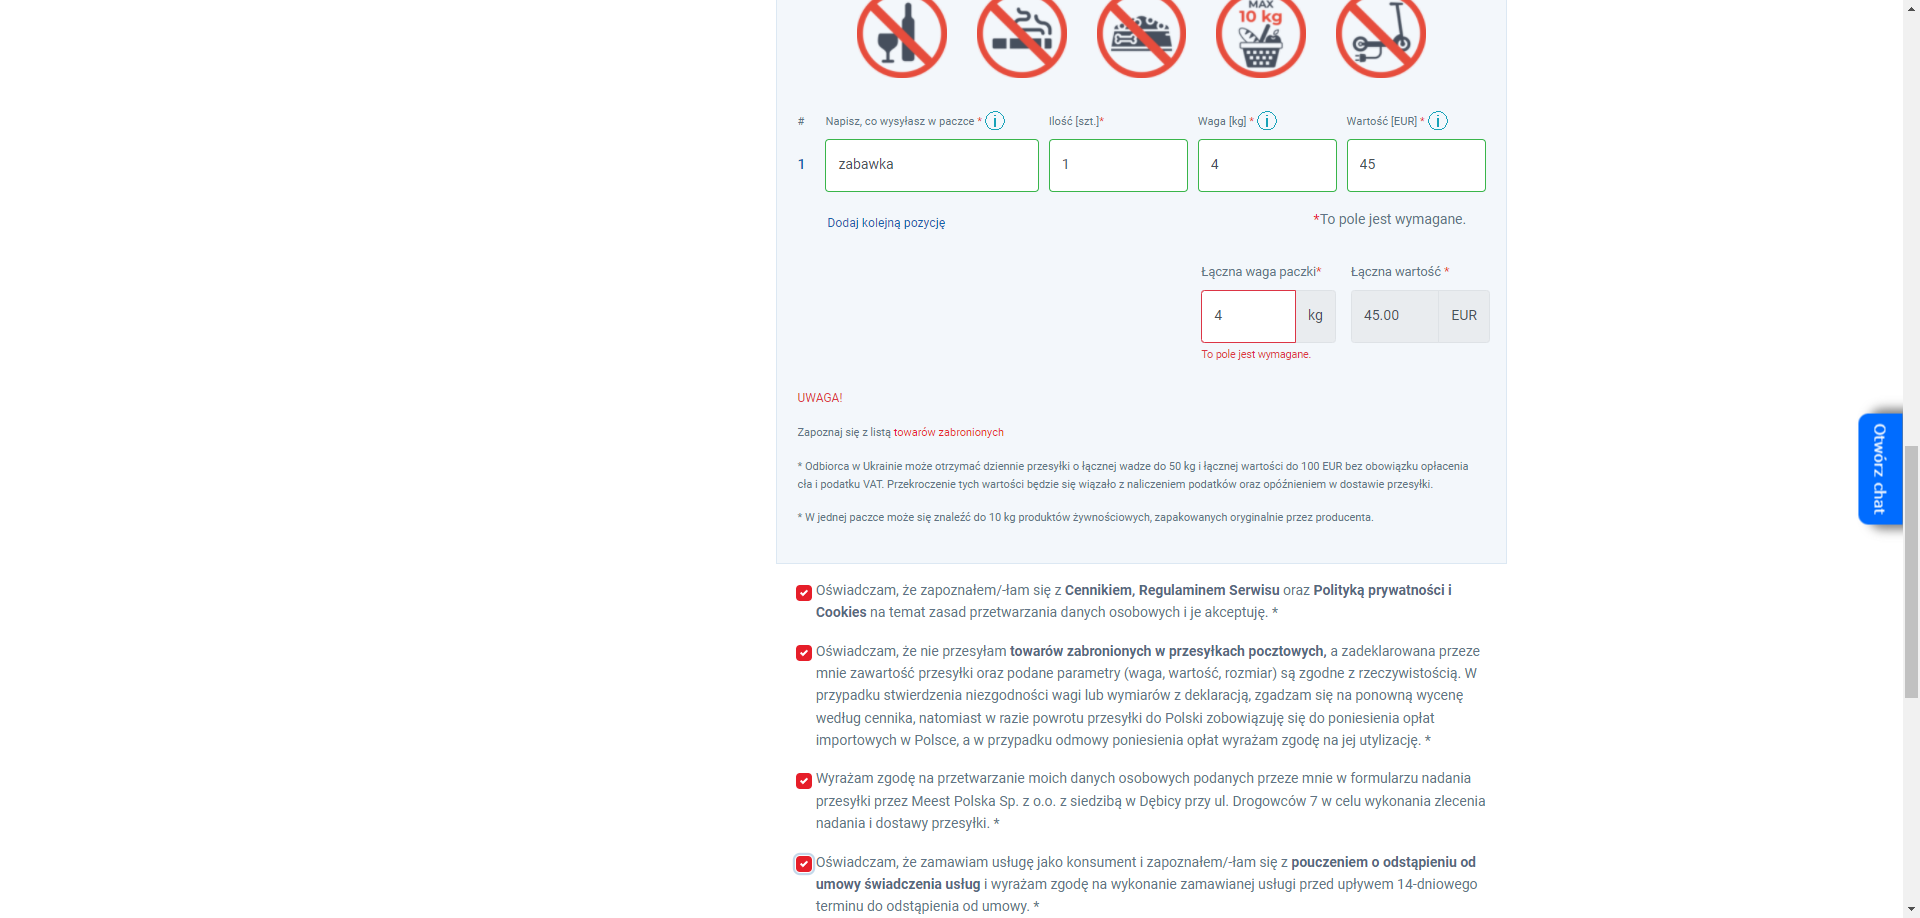 MAX
10 kg
# Napisz, co wysyłasz w paczce * i Ilość [szt.]* Waga [kg] * i Wartość [EUR] * i
1 zabawka 1 4 45
Dodaj kolejną pozycję *To pole jest wymagane.
Łączna waga paczki* Łączna wartość *
4 kg 45.00 EUR
To pole jest wymagane.
UWAGA!
Zapoznaj się z listą towarów zabronionych
* Odbiorca w Ukrainie może otrzymać dziennie przesyłki o łącznej wadze do 50 kg i łącznej wartości do 100 EUR bez obowiązku opłacenia
cła i podatku VAT. Przekroczenie tych wartości będzie się wiązało z naliczeniem podatków oraz opóźnieniem w dostawie przesyłki.
* W jednej paczce może się znaleźć do 10 kg produktów żywnościowych, zapakowanych oryginalnie przez producenta.
Otwórz chat
Oświadczam, że zapoznałem/-łam się z Cennikiem, Regulaminem Serwisu oraz Polityką prywatności i
Cookies na temat zasad przetwarzania danych osobowych i je akceptuję. *
Oświadczam, że nie przesyłam towarów zabronionych w przesyłkach pocztowych, a zadeklarowana przeze
mnie zawartość przesyłki oraz podane parametry (waga, wartość, rozmiar) są zgodne z rzeczywistością. W
przypadku stwierdzenia niezgodności wagi lub wymiarów z deklaracją, zgadzam się na ponowną wycenę
według cennika, natomiast w razie powrotu przesyłki do Polski zobowiązuję się do poniesienia opłat
importowych w Polsce, a w przypadku odmowy poniesienia opłat wyrażam zgodę na jej utylizację. *
Wyrażam zgodę na przetwarzanie moich danych osobowych podanych przeze mnie w formularzu nadania
przesyłki przez Meest Polska Sp. z o.o. z siedzibą w Dębicy przy ul. Drogowców 7 w celu wykonania zlecenia
nadania i dostawy przesyłki. *
Oświadczam, że zamawiam usługę jako konsument i zapoznałem/-łam się z pouczeniem o odstąpieniu od
umowy świadczenia usług i wyrażam zgodę na wykonanie zamawianej usługi przed upływem 14-dniowego
terminu do odstąpienia od umowy. *